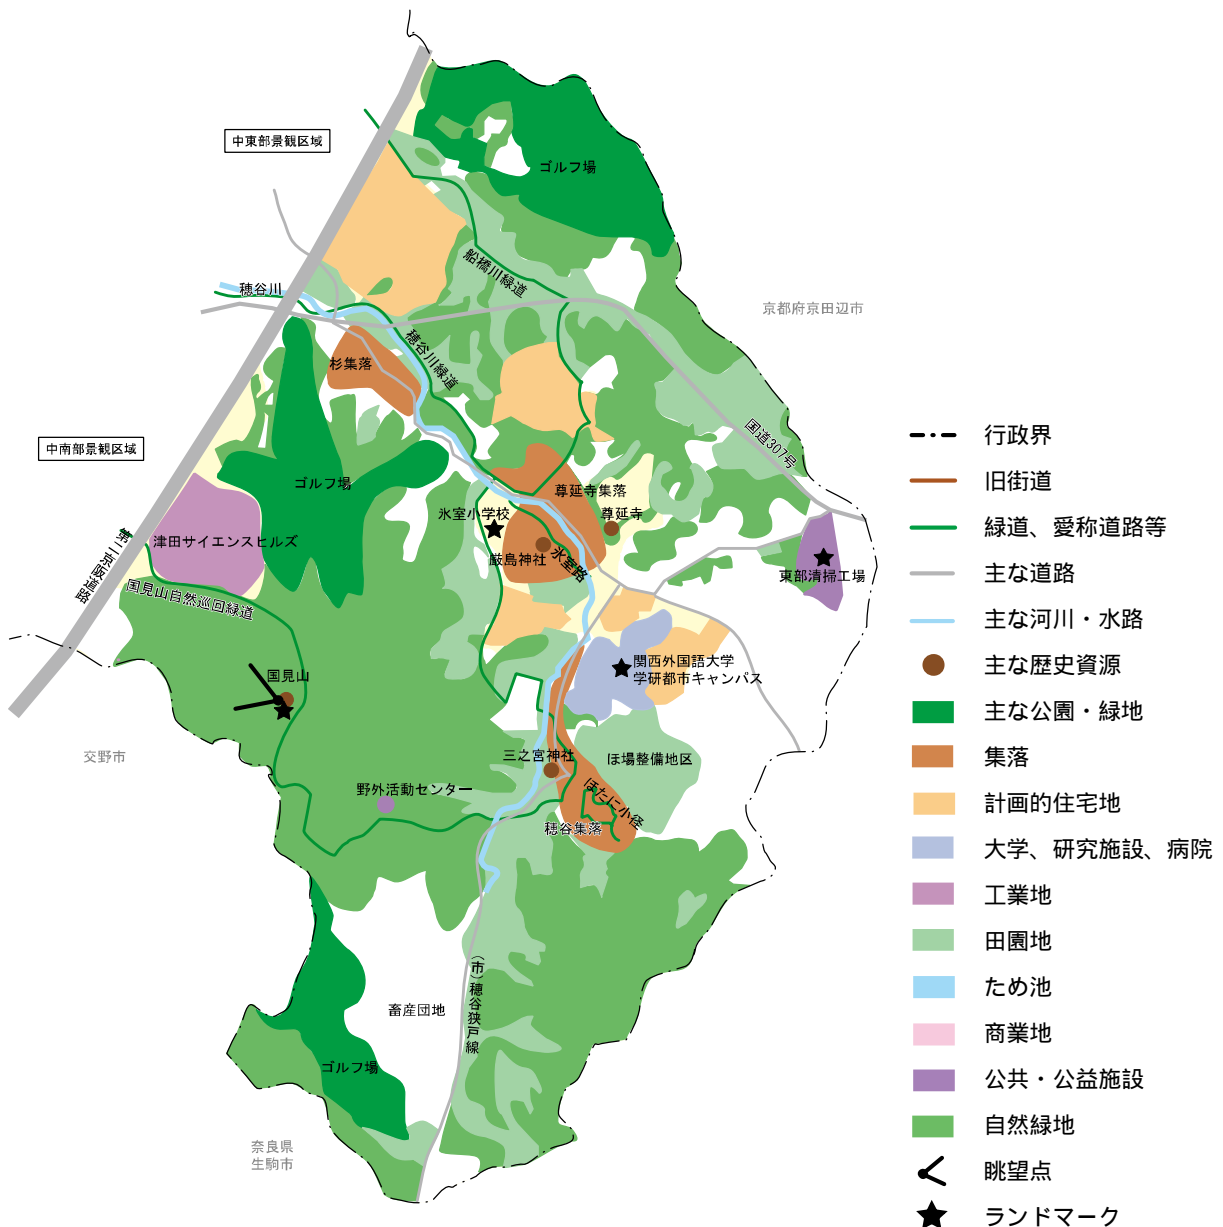 中東部景観区域
ゴルフ場
船橋川緑道
穂谷川
京都府京田辺市
穂谷川緑道
杉集落
国道307号
中南部景観区域
ゴルフ場
尊延寺集落
氷室小学校
尊延寺
津田サイエンスヒルズ
第二京阪道路
厳島神社
氷室路
東部清掃工場
国見山自然巡回緑道
関西外国語大学
学研都市キャンパス
国見山
交野市
三之宮神社
ほ場整備地区
野外活動センター
ほたに小径
穂谷集落
(市)穂谷狭戸線
畜産団地
ゴルフ場
奈良県
生駒市
行政界
旧街道
緑道、愛称道路等
主な道路
主な河川・水路
主な歴史資源
主な公園・緑地
集落
計画的住宅地
大学、研究施設、病院
工業地
田園地
ため池
商業地
公共・公益施設
自然緑地
眺望点
ランドマーク